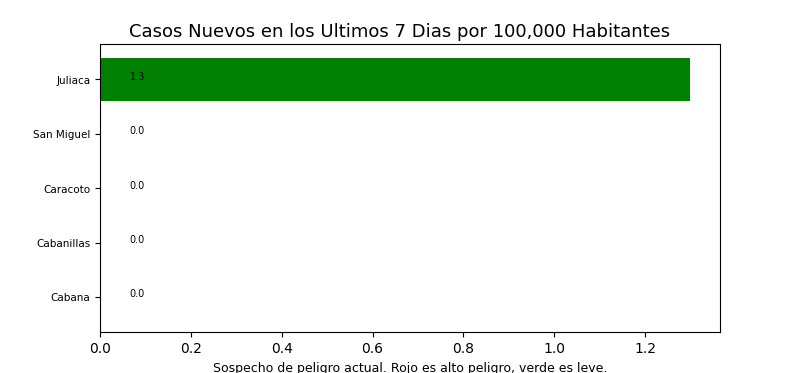 Casos Nuevos en los Ultimos 7 Dias por 100,000 Habitantes
Juliaca 1.3
San Miguel 0.0
Caracoto 0.0
Cabanillas 0.0
Cabana 0.0
0.0 0.2 0.4 0.6 0.8 1.0 1.2
Sospecho de peligro actual. Rojo es alto peligro, verde es leve.